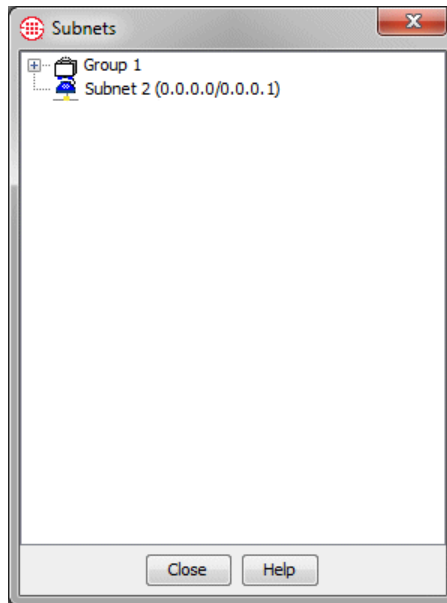 Subnets
Group 1
Subnet 2 (0.0.0.0/0.0.0.1)
Close
Help